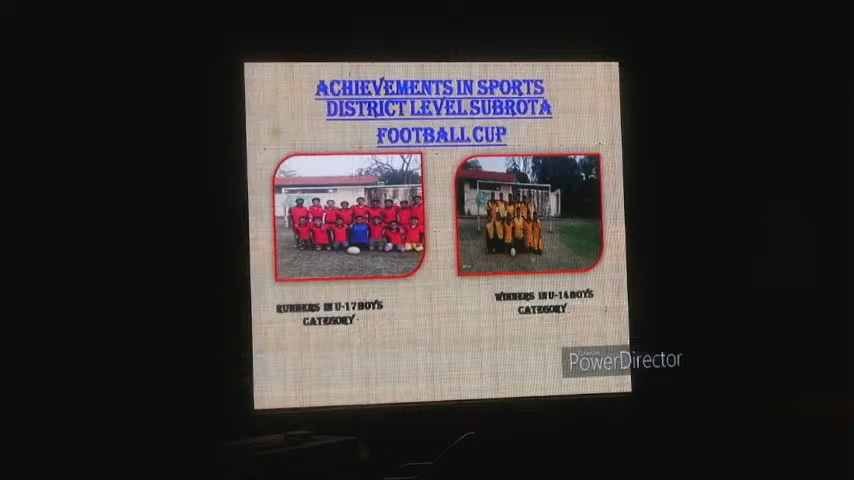 ACHIEVEMENTS IN SPORTS
DISTRICT LEVEL SUBROTA
FOOTBALL CUP
RUNNERS IN U-17 BOYS
CATEGORY
WINNERS IN U-14 BOYS
CATEGORY
PowerDirector